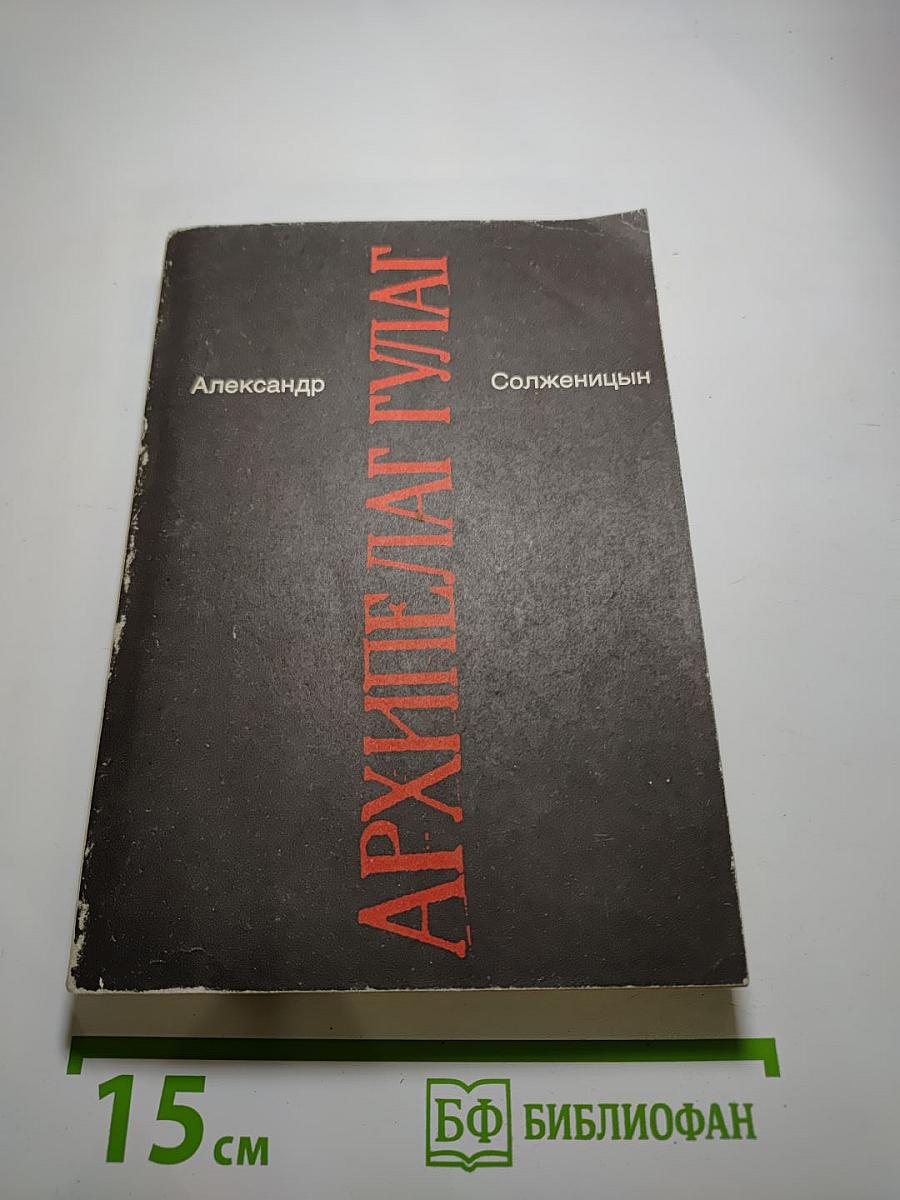 Александр
Солженицын
АРХИПЕЛАГ ГУЛАГ
15 см
БФ БИБЛИОФАН